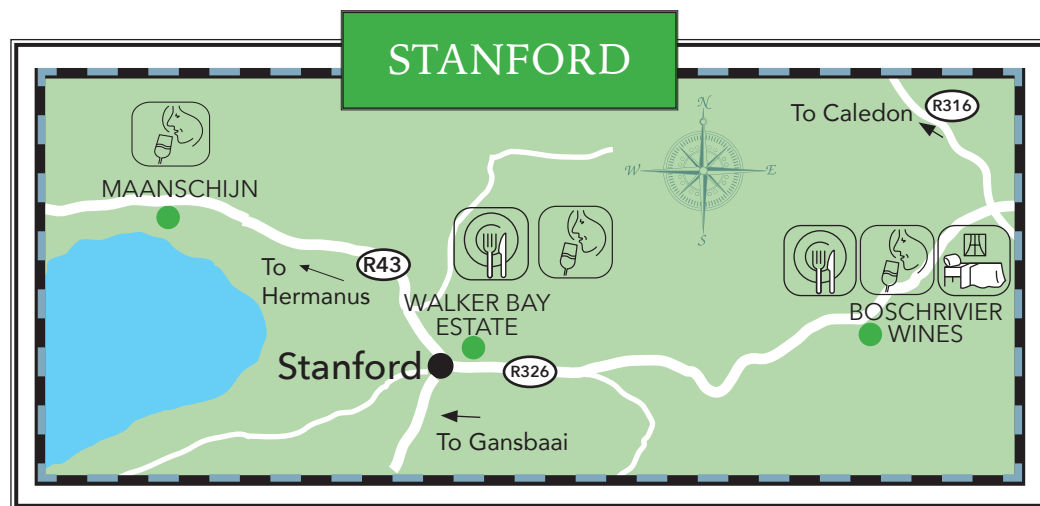 STANFORD
R316
To Caledon
N
W
E
S
MAANSCHIJN
R43
To
Hermanus
WALKER BAY
ESTATE
BOSCHRIVIER
WINES
Stanford
R326
To Gansbaai